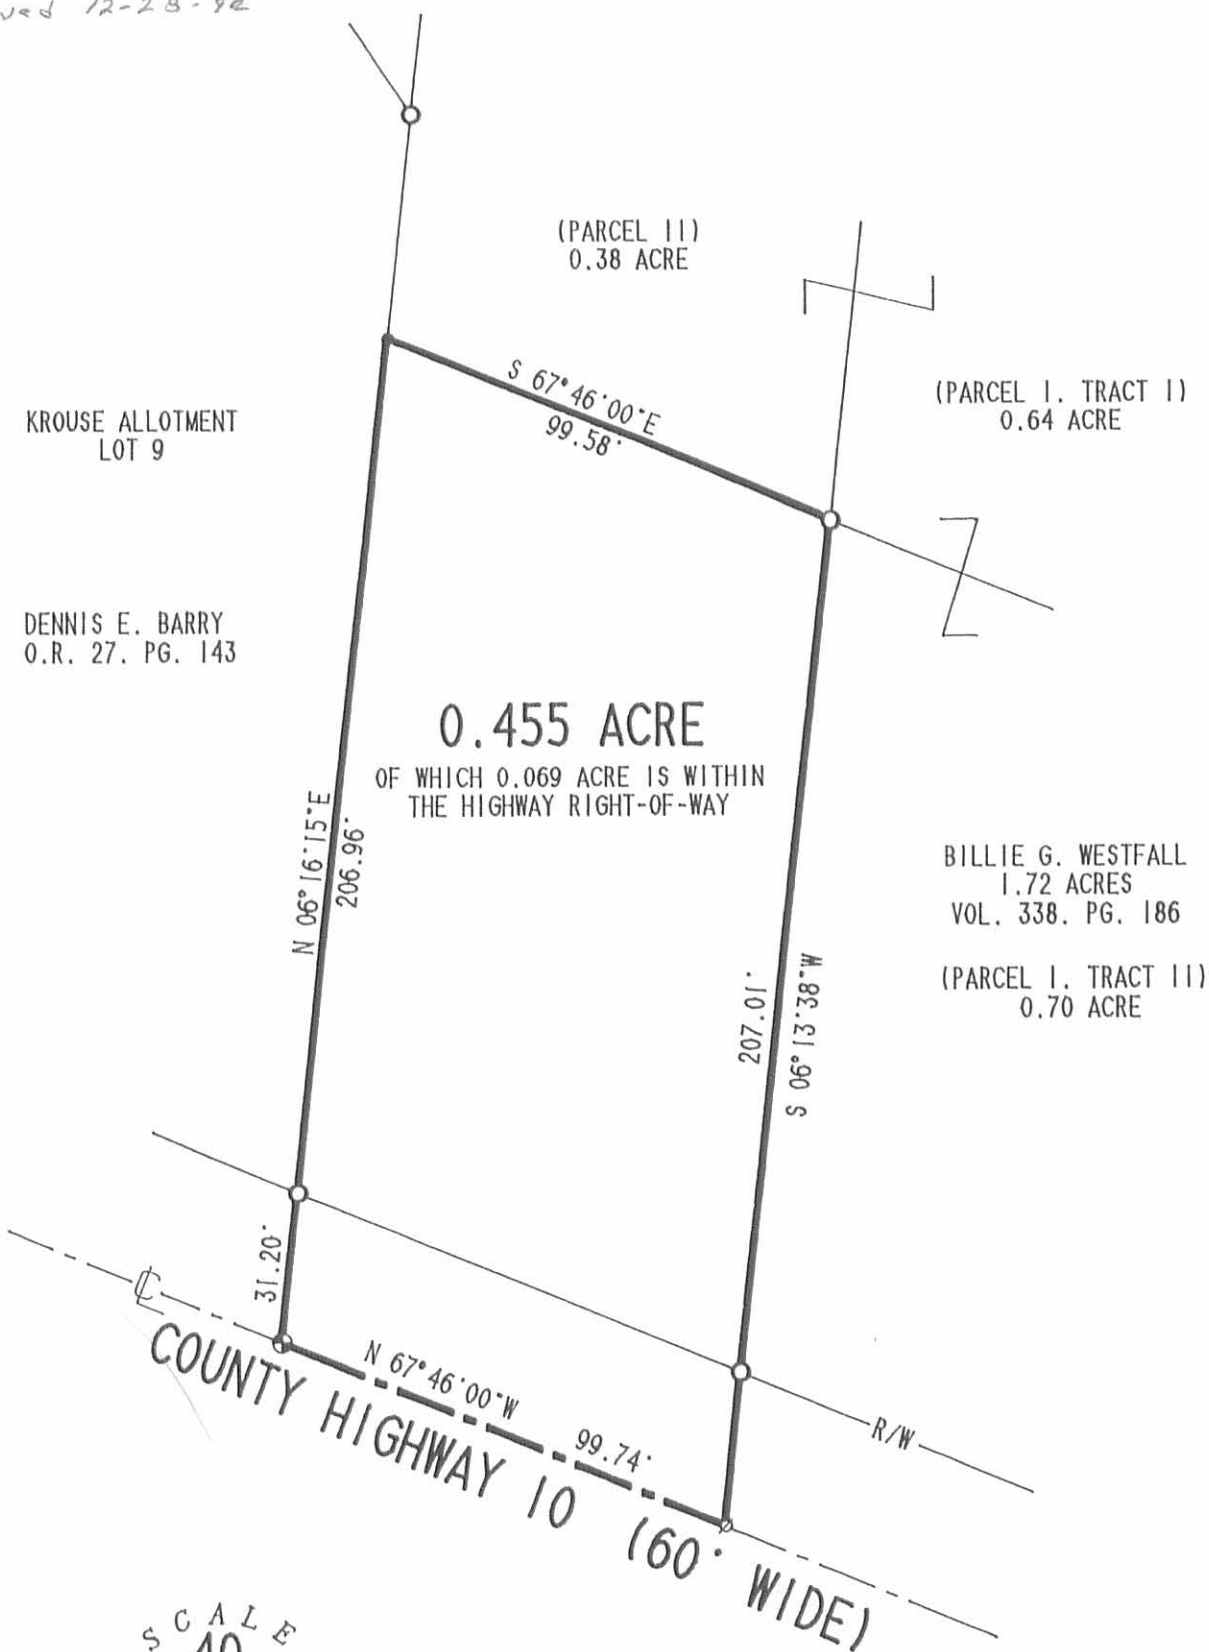 12-28-92
(PARCEL II)
0.38 ACRE
S 67°46'00"E
99.58'
(PARCEL I. TRACT I)
0.64 ACRE
KROUSE ALLOTMENT
LOT 9
DENNIS E. BARRY
O.R. 27. PG. 143
0.455 ACRE
OF WHICH 0.069 ACRE IS WITHIN
THE HIGHWAY RIGHT-OF-WAY
N 06°16'15"E
206.96'
BILLIE G. WESTFALL
1.72 ACRES
VOL. 338. PG. 186
(PARCEL I. TRACT II)
0.70 ACRE
207.01'
S 06°13'38"W
31.20'
N 67°46'00"W
99.74'
R/W
COUNTY HIGHWAY 10 (60' WIDE)
SCALE
40